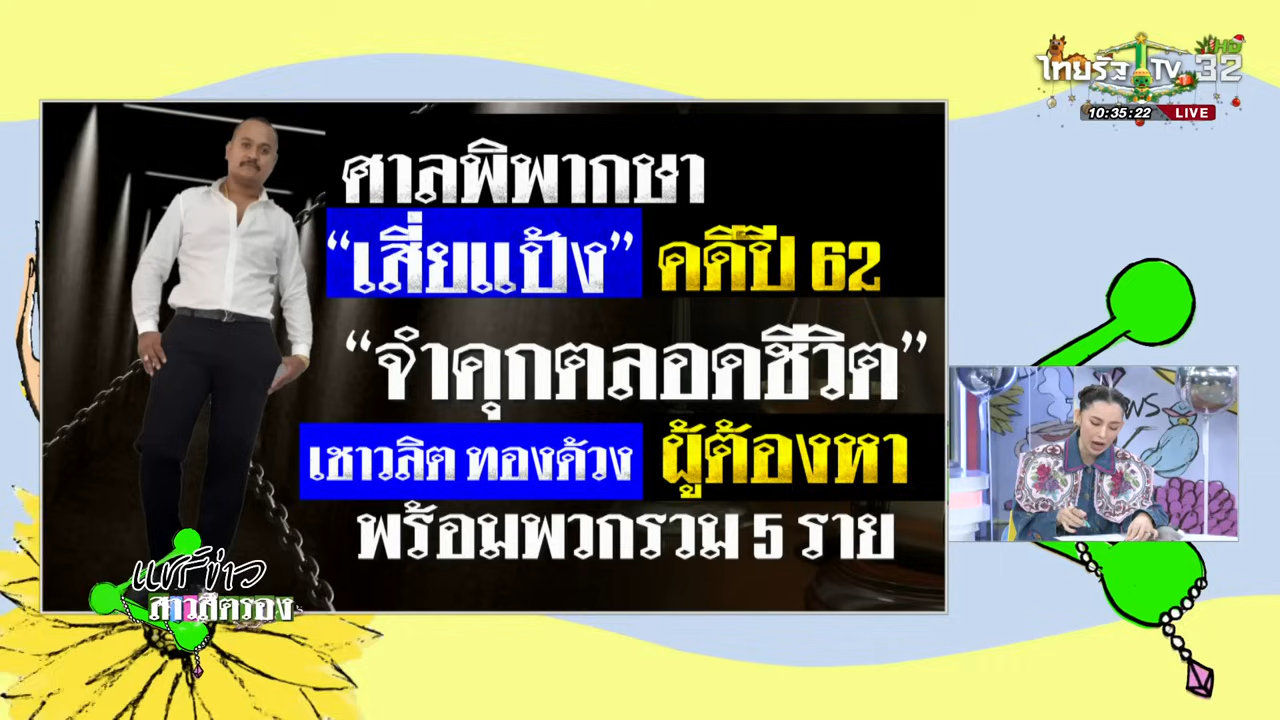 ไทยรัฐ TV 32 HD
10:35:22 LIVE
ศาลพิพากษา
“เสี่ยแป้ง” คดีปี 62
“จำคุกตลอดชีวิต”
เชาวลิต ทองด้วง ผู้ต้องหา
พร้อมพวกรวม 5 ราย
NEWS
แชร์ข่าว
สาวสืตรอง